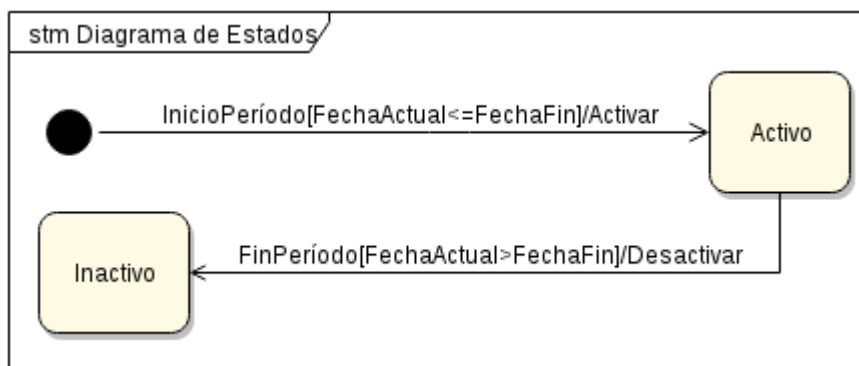 stm Diagrama de Estados
InicioPeríodo[FechaActual<=FechaFin]/Activar
Activo
FinPeríodo[FechaActual>FechaFin]/Desactivar
Inactivo